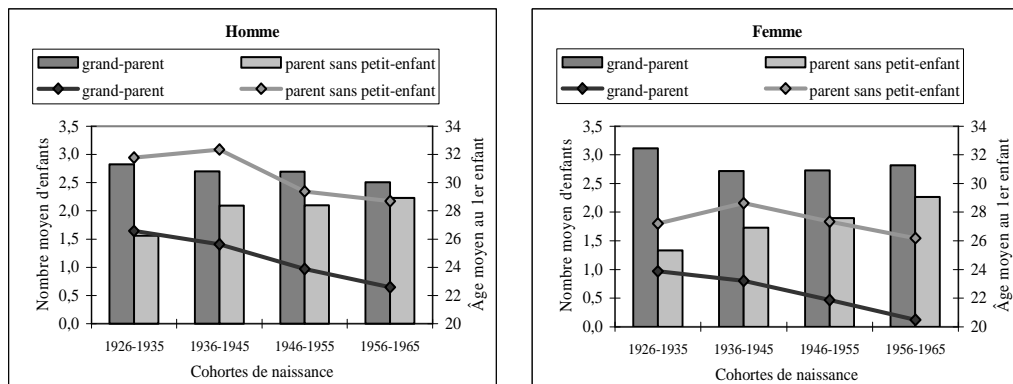 Homme
grand-parent
parent sans petit-enfant
grand-parent
parent sans petit-enfant
Nombre moyen d'enfants
3,5
3,0
2,5
2,0
1,5
1,0
0,5
0,0
34
32
30
28
26
24
22
20
Âge moyen au 1er enfant
1926-1935
1936-1945
1946-1955
1956-1965
Cohortes de naissance
Femme
grand-parent
parent sans petit-enfant
grand-parent
parent sans petit-enfant
Nombre moyen d'enfants
3,5
3,0
2,5
2,0
1,5
1,0
0,5
0,0
34
32
30
28
26
24
22
20
Âge moyen au 1er enfant
1926-1935
1936-1945
1946-1955
1956-1965
Cohortes de naissance